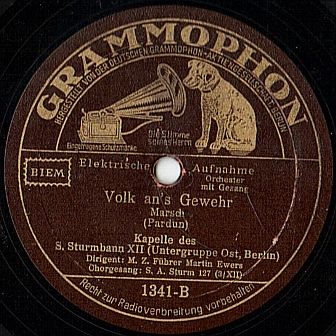 GRAMMOPHON
HERGESTELLT VON DER DEUTSCHEN GRAMMOPHON-AKTIENGESELLSCHAFT BERLIN
Die Stimme
seines Herrn
Eingetragene Schutzmarke
BIEM
Elektrische Aufnahme
Orchester
mit Gesang
Volk an's Gewehr
Marsch
(Pardun)
Kapelle des
S. Sturmbann XII (Untergruppe Ost, Berlin)
Dirigent: M. Z. Führer Martin Ewers
Chorgesang: S. A. Sturm 127 (3/XII)
1341-B
Recht zur Radioverbreitung vorbehalten